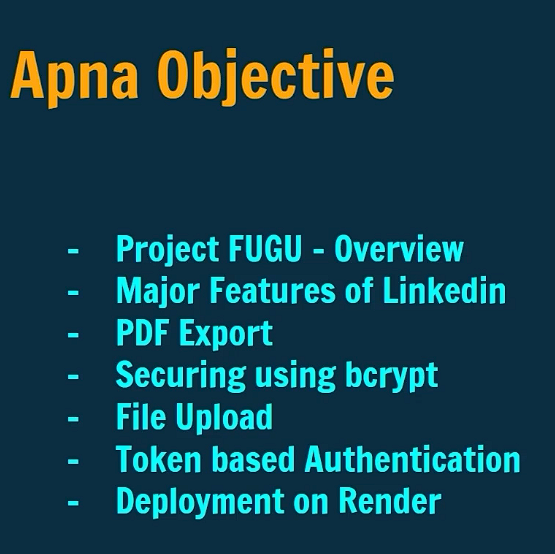 Apna Objective
- Project FUGU - Overview
- Major Features of Linkedin
- PDF Export
- Securing using bcrypt
- File Upload
- Token based Authentication
- Deployment on Render